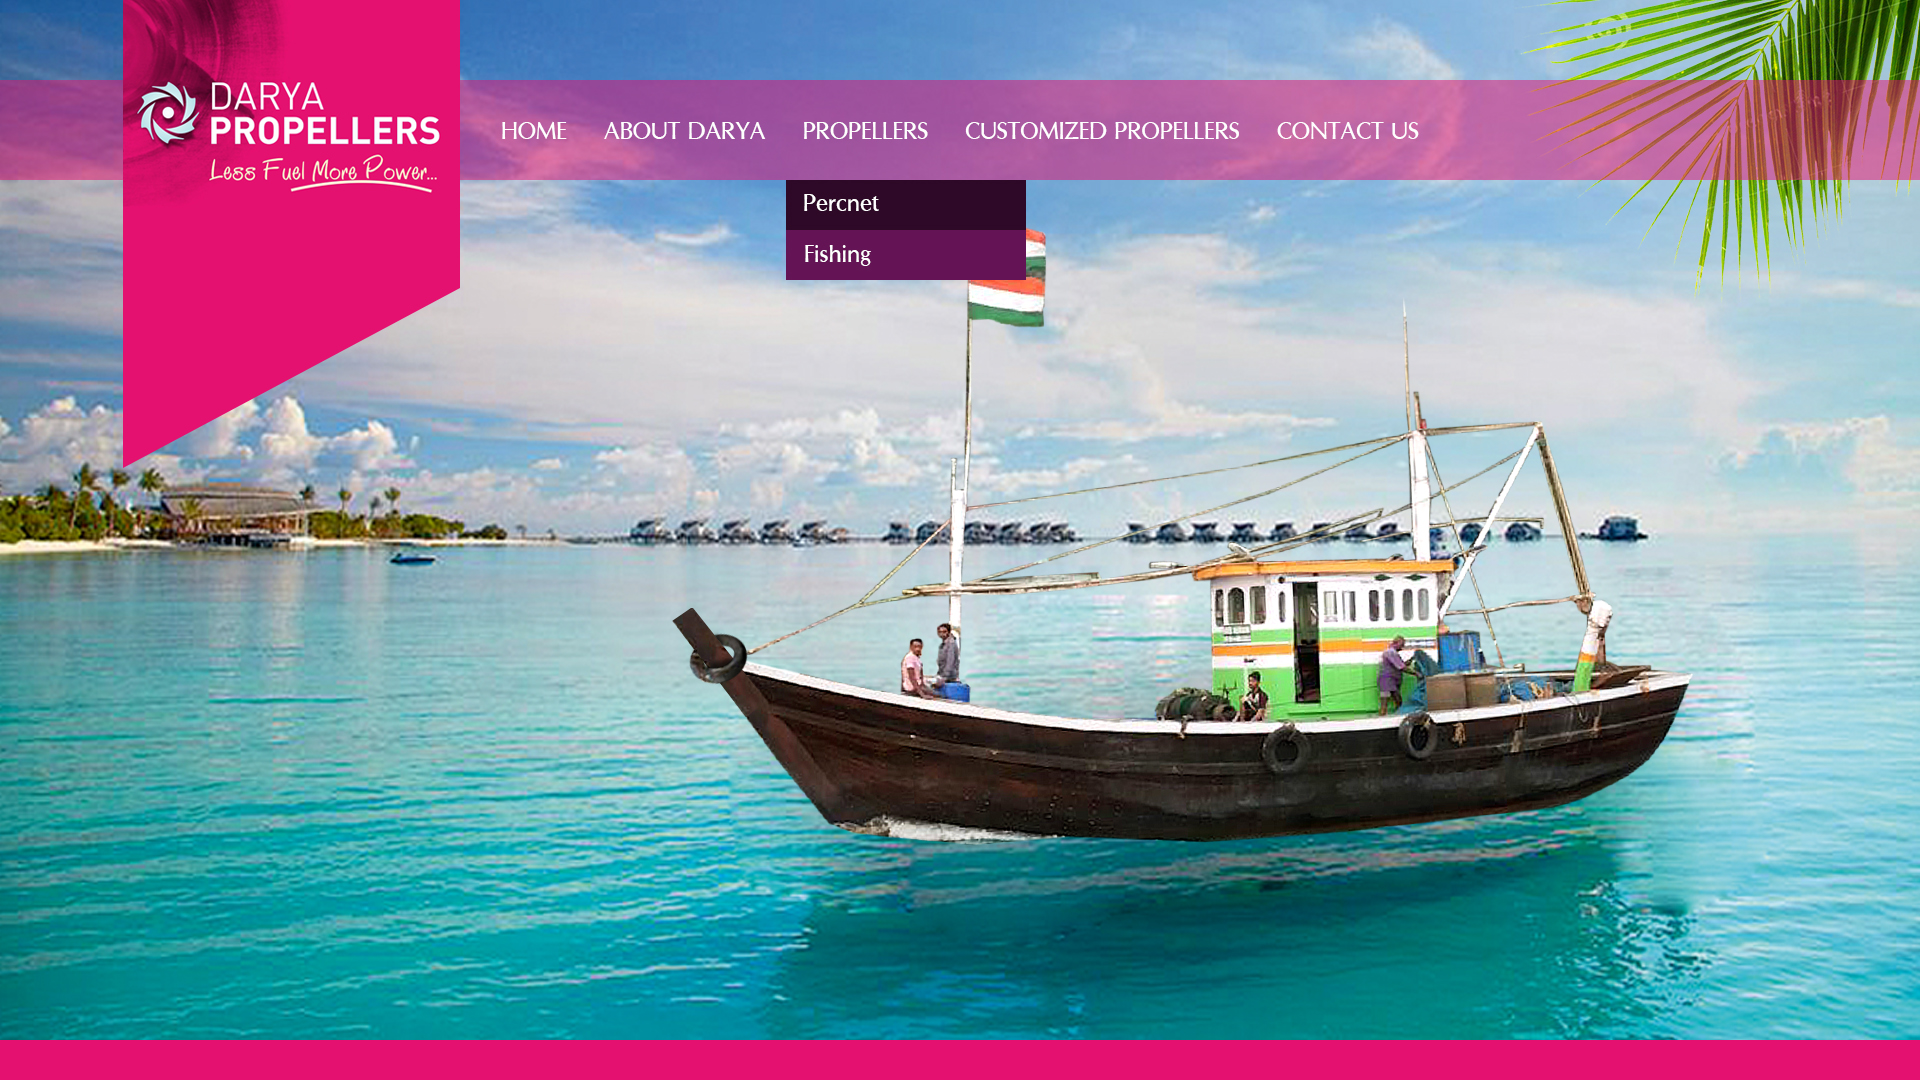 DARYA
PROPELLERS
Less Fuel More Power...
HOME ABOUT DARYA PROPELLERS CUSTOMIZED PROPELLERS CONTACT US
Percnet
Fishing